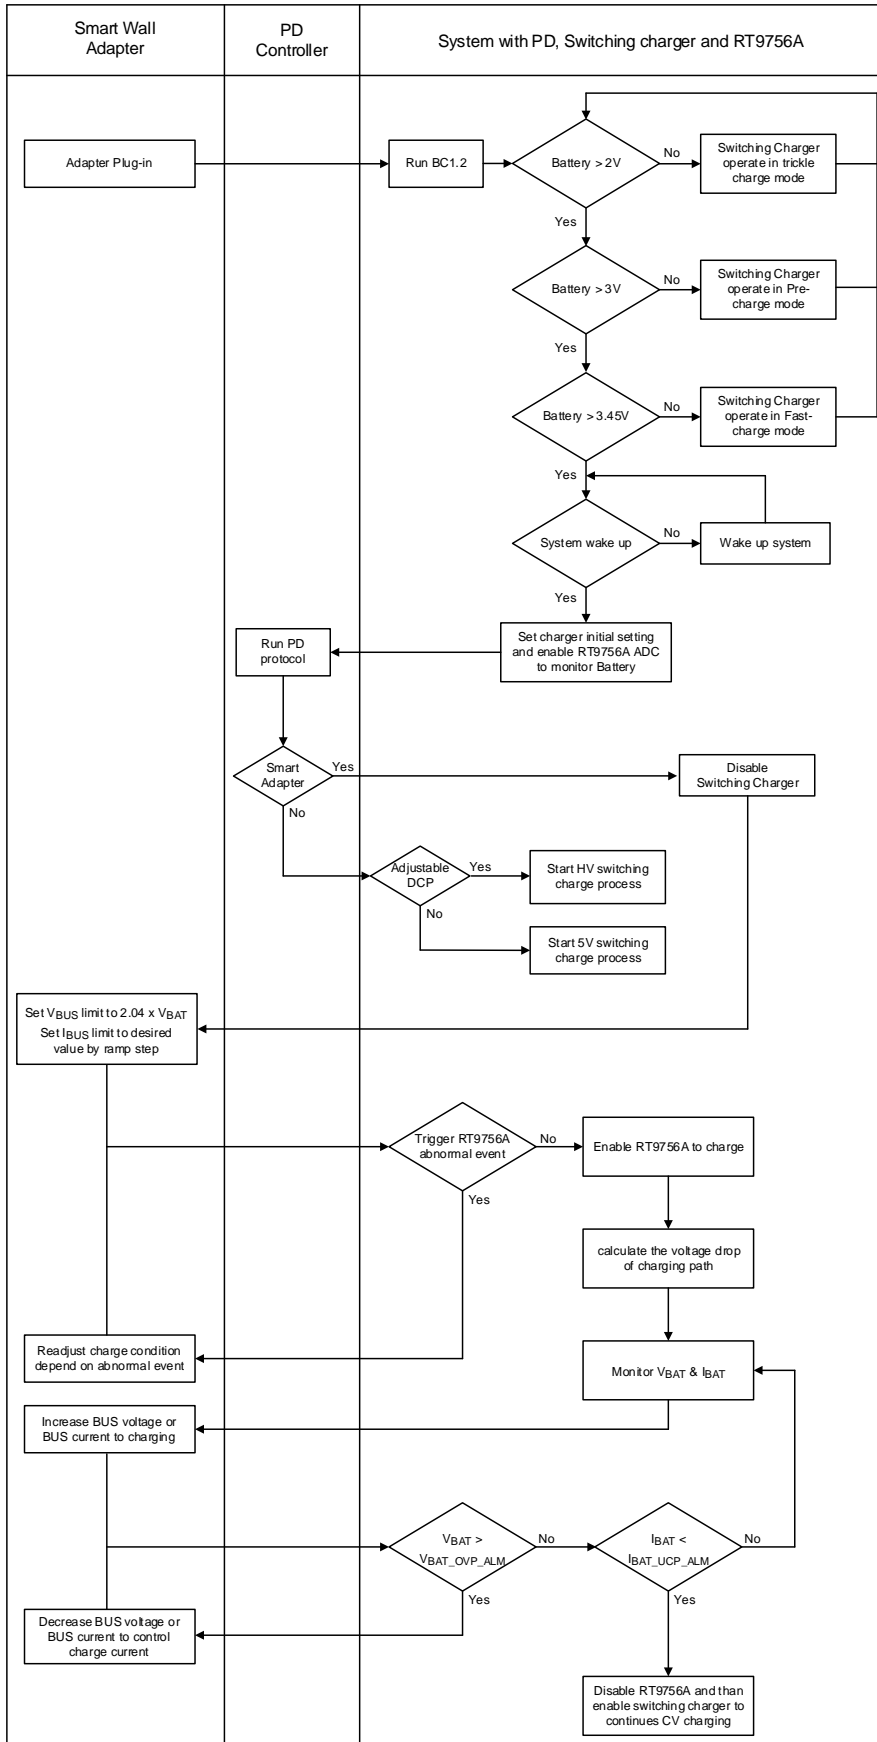 Smart Wall
Adapter
PD
Controller
System with PD, Switching charger and RT9756A
Adapter Plug-in
Run BC1.2
Battery > 2V
No
Switching Charger
operate in trickle
charge mode
Yes
Battery > 3V
No
Switching Charger
operate in Pre-
charge mode
Yes
Battery > 3.45V
No
Switching Charger
operate in Fast-
charge mode
Yes
System wake up
No
Wake up system
Yes
Set charger initial setting
and enable RT9756A ADC
to monitor Battery
Run PD
protocol
Smart
Adapter
Yes
Disable
Switching Charger
No
Adjustable
DCP
Yes
Start HV switching
charge process
No
Start 5V switching
charge process
Set VBUS limit to 2.04 x VBAT
Set IBUS limit to desired
value by ramp step
Trigger RT9756A
abnormal event
No
Enable RT9756A to charge
Yes
calculate the voltage drop
of charging path
Readjust charge condition
depend on abnormal event
Monitor VBAT & IBAT
Increase BUS voltage or
BUS current to charging
VBAT >
VBAT_OVP_ALM
No
IBAT <
IBAT_UCP_ALM
No
Yes
Yes
Decrease BUS voltage or
BUS current to control
charge current
Disable RT9756A and than
enable switching charger to
continues CV charging